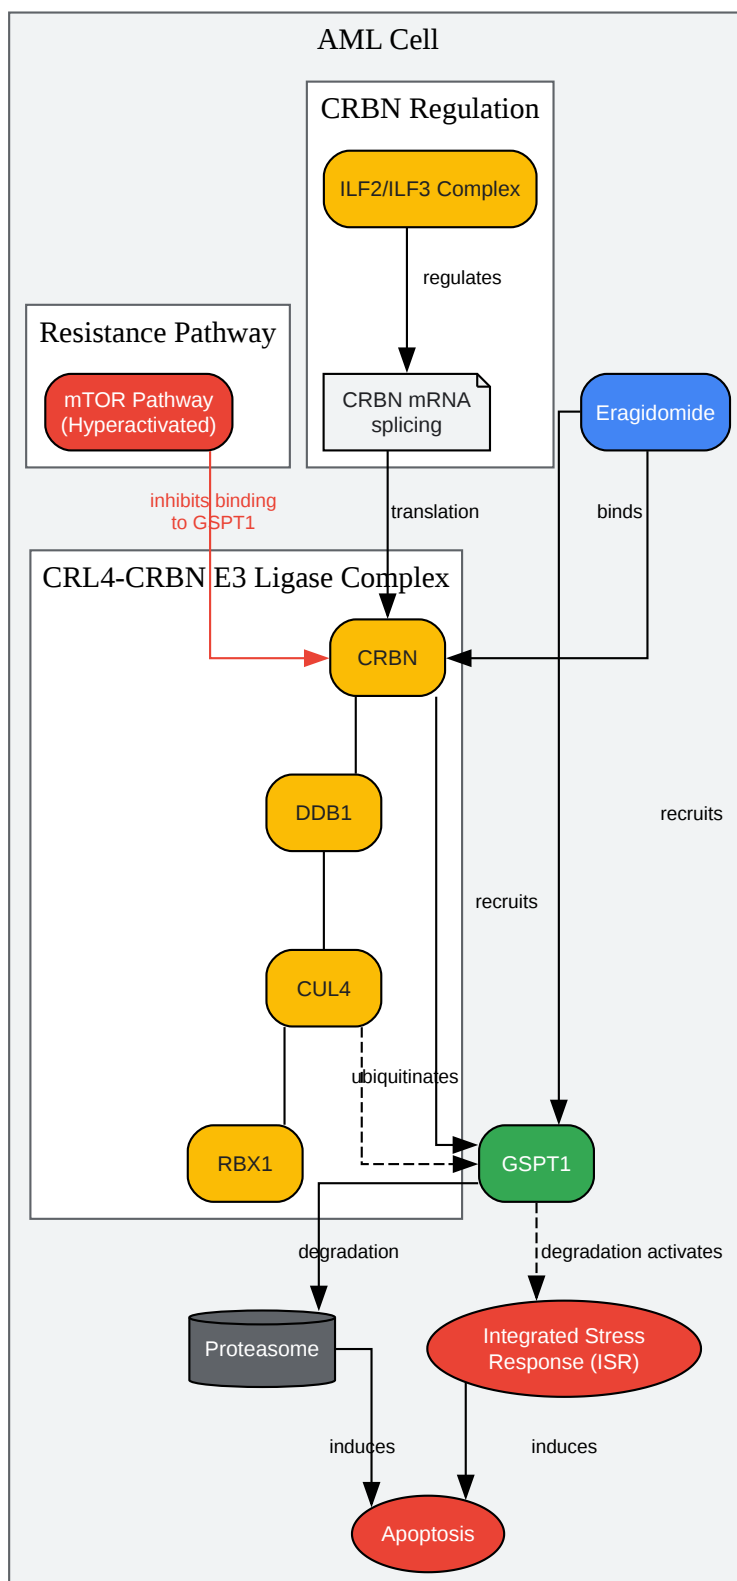 AML Cell
CRBN Regulation
ILF2/ILF3 Complex
regulates
Resistance Pathway
mTOR Pathway
(Hyperactivated)
CRBN mRNA
splicing
Eragidomide
inhibits binding
to GSPT1
translation
binds
CRL4-CRBN E3 Ligase Complex
CRBN
DDB1
recruits
recruits
CUL4
ubiquitinates
RBX1
GSPT1
degradation
degradation activates
Proteasome
Integrated Stress
Response (ISR)
induces
induces
Apoptosis